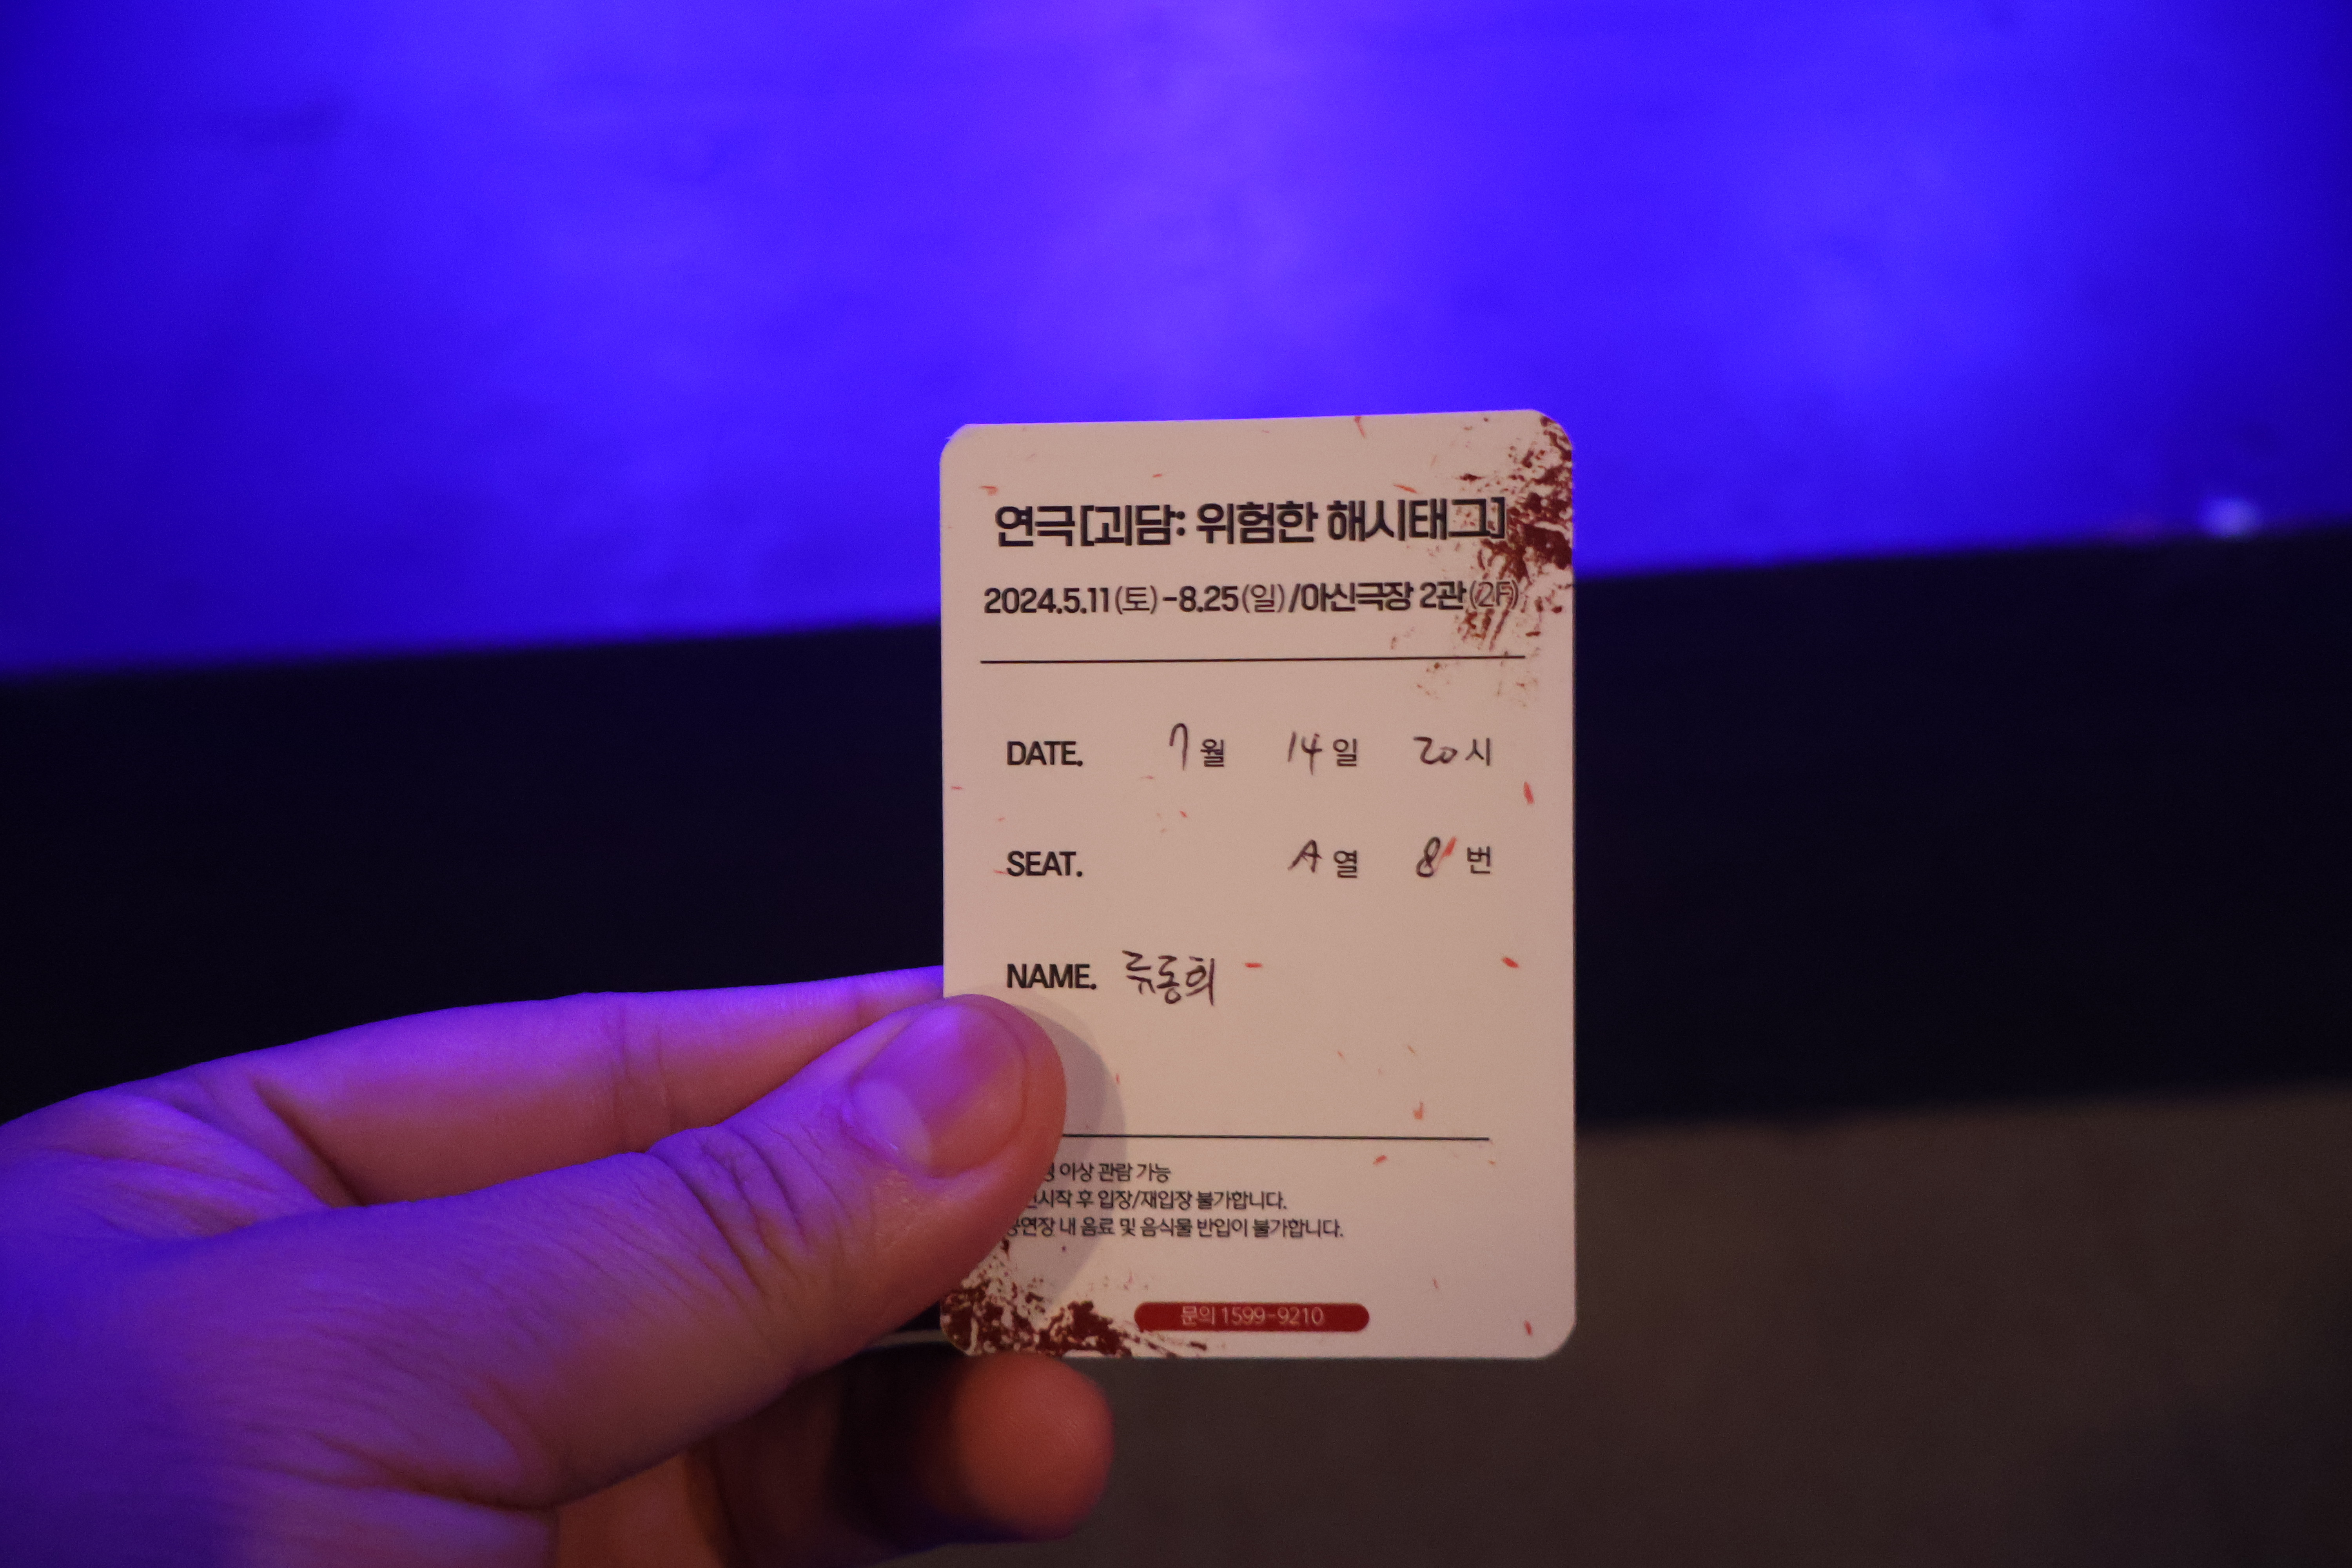 연극[괴담: 위험한 해시태그]
2024.5.11(토)-8.25(일)/아신극장 2관(2F)
DATE. 7월 14일 20시
SEAT. A열 8번
NAME. 류동희
이상 관람 가능
후 입장/재입장 불가합니다.
공연장 내 음료 및 음식물 반입이 불가합니다.
문의 1599-9210